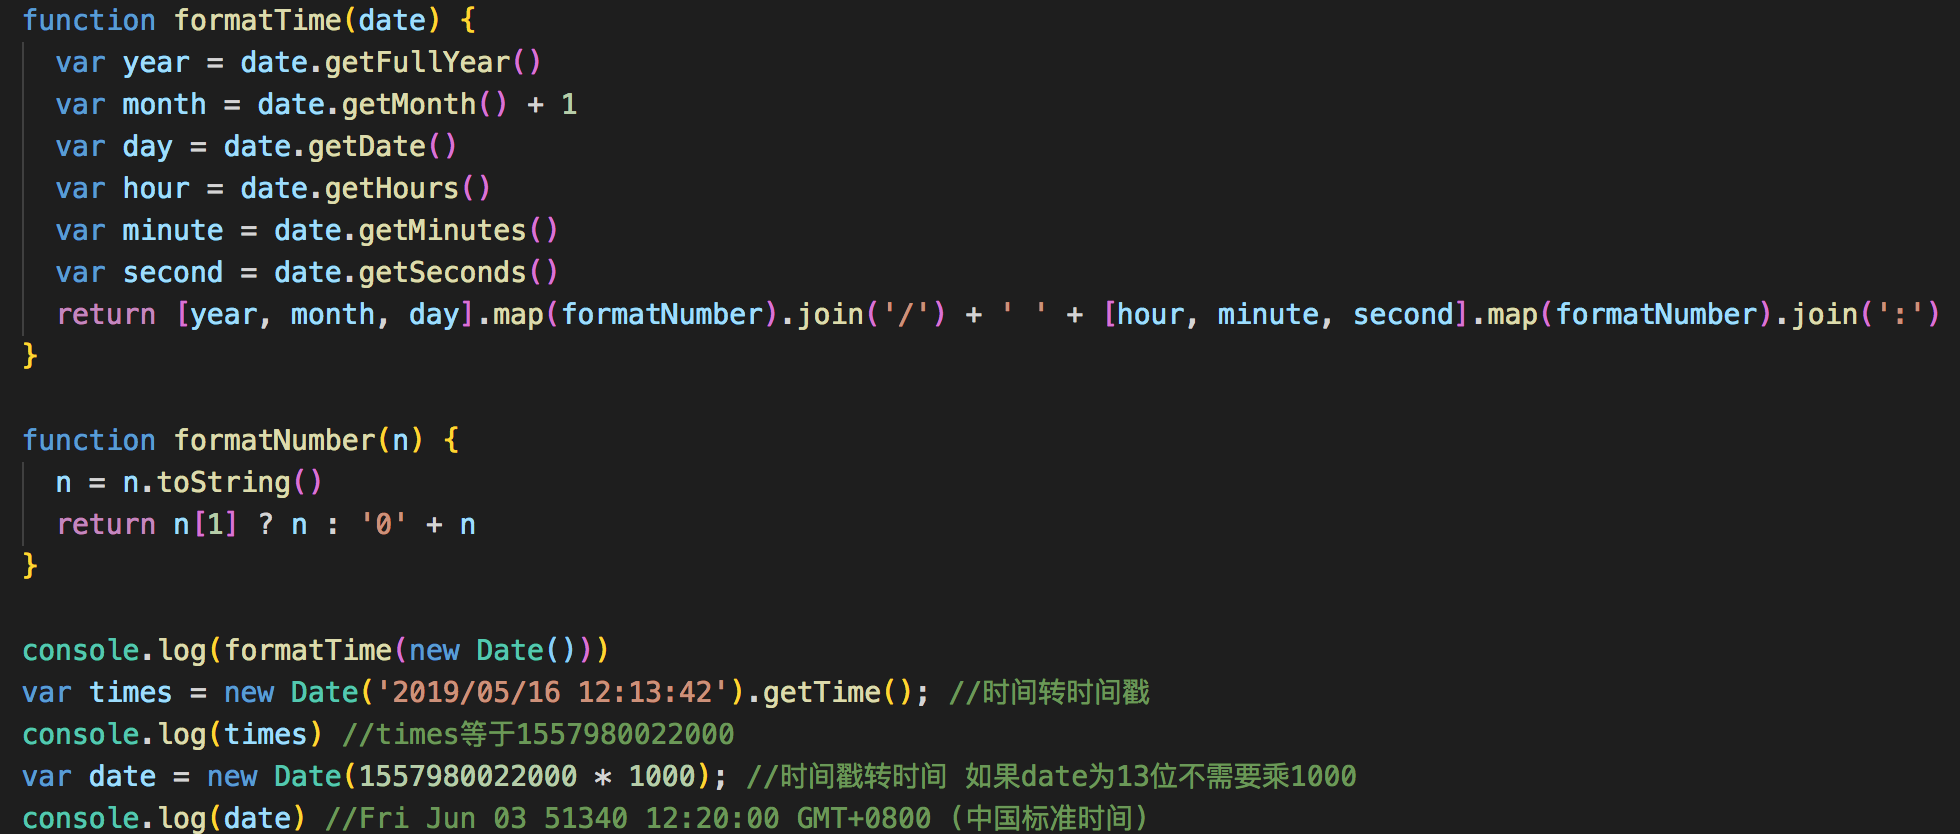 function formatTime(date) {
  var year = date.getFullYear()
  var month = date.getMonth() + 1
  var day = date.getDate()
  var hour = date.getHours()
  var minute = date.getMinutes()
  var second = date.getSeconds()
  return [year, month, day].map(formatNumber).join('/') + ' ' + [hour, minute, second].map(formatNumber).join(':')
}
function formatNumber(n) {
  n = n.toString()
  return n[1] ? n : '0' + n
}
console.log(formatTime(new Date()))
var times = new Date('2019/05/16 12:13:42').getTime(); //时间转时间戳
console.log(times) //times等于1557980022000
var date = new Date(1557980022000 * 1000); //时间戳转时间 如果date为13位不需要乘1000
console.log(date) //Fri Jun 03 51340 12:20:00 GMT+0800 (中国标准时间)